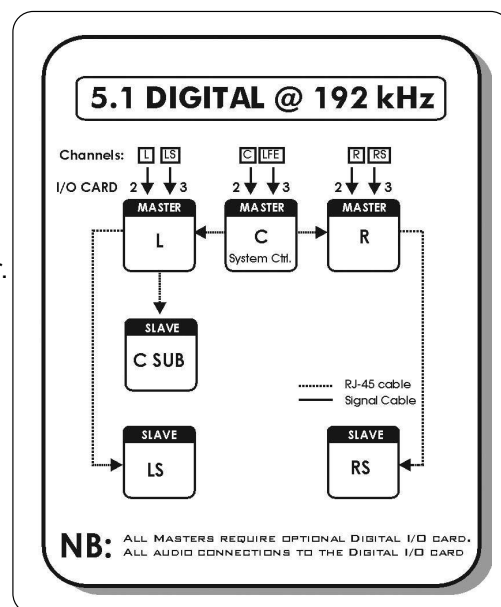 5.1 DIGITAL @ 192 kHz
Channels: L LS C LFE R RS
I/O CARD 2 3 2 3 2 3
MASTER MASTER MASTER
L C R
System Ctrl.
SLAVE
C SUB
RJ-45 cable
Signal Cable
SLAVE SLAVE
LS RS
NB: ALL MASTERS REQUIRE OPTIONAL DIGITAL I/O CARD.
ALL AUDIO CONNECTIONS TO THE DIGITAL I/O CARD